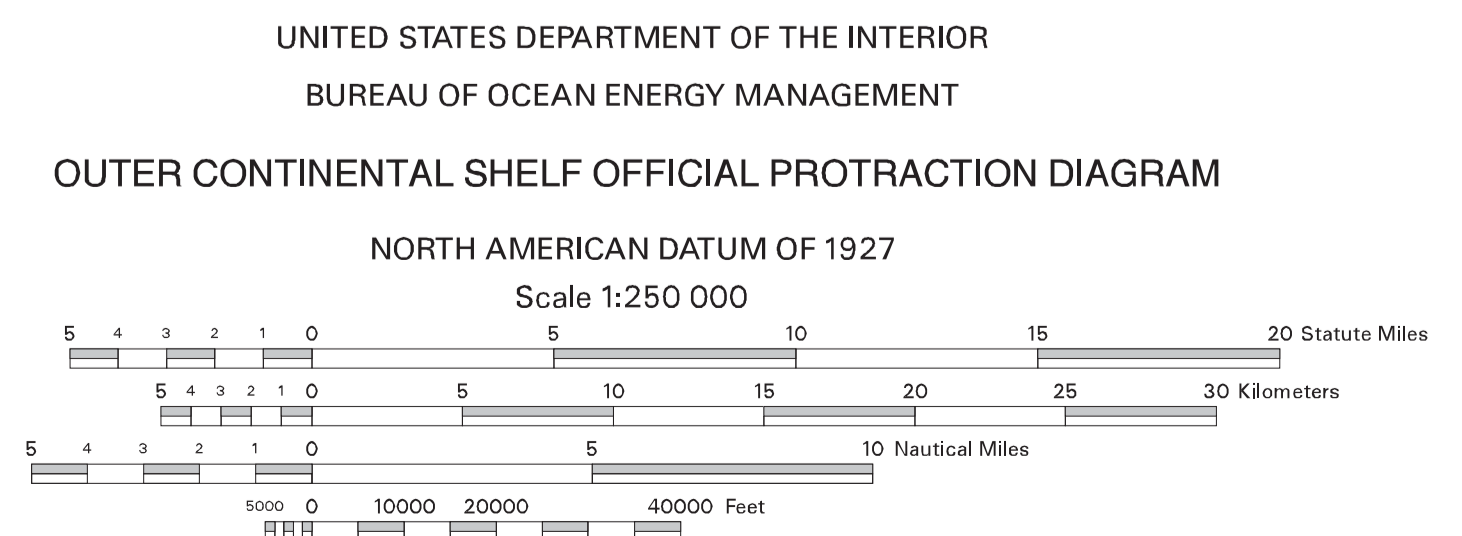 UNITED STATES DEPARTMENT OF THE INTERIOR
BUREAU OF OCEAN ENERGY MANAGEMENT
OUTER CONTINENTAL SHELF OFFICIAL PROTRACTION DIAGRAM
NORTH AMERICAN DATUM OF 1927
Scale 1:250 000
5 4 3 2 1 0 5 10 15 20 Statute Miles
5 4 3 2 1 0 5 10 15 20 25 30 Kilometers
5 4 3 2 1 0 5 10 Nautical Miles
5000 0 10000 20000 40000 Feet